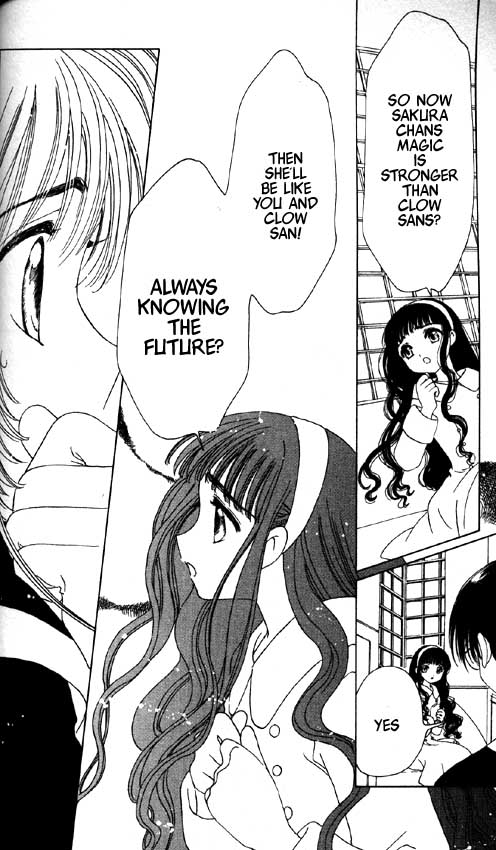 SO NOW
SAKURA
CHANS
MAGIC
IS
STRONGER
THAN
CLOW
SANS?
YES
THEN
SHE'LL
BE LIKE
YOU AND
CLOW
SAN!
ALWAYS
KNOWING
THE
FUTURE?